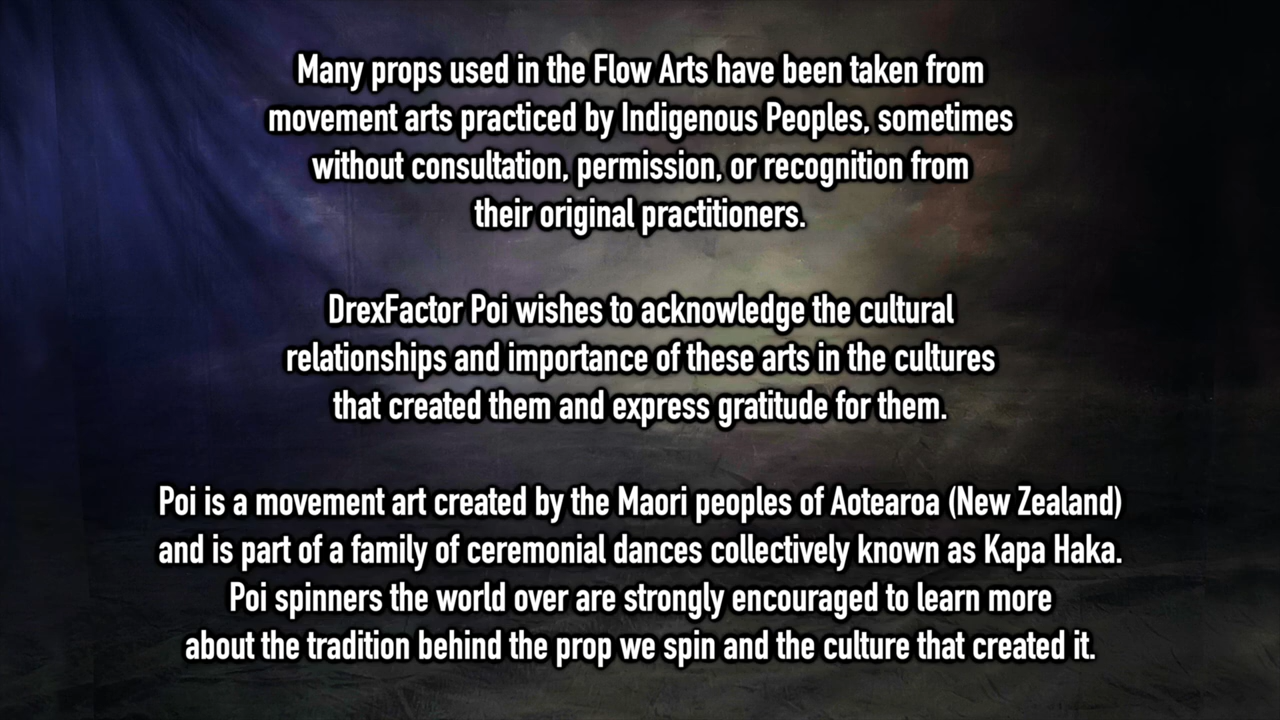 Many props used in the Flow Arts have been taken from
movement arts practiced by Indigenous Peoples, sometimes
without consultation, permission, or recognition from
their original practitioners.
DrexFactor Poi wishes to acknowledge the cultural
relationships and importance of these arts in the cultures
that created them and express gratitude for them.
Poi is a movement art created by the Maori peoples of Aotearoa (New Zealand)
and is part of a family of ceremonial dances collectively known as Kapa Haka.
Poi spinners the world over are strongly encouraged to learn more
about the tradition behind the prop we spin and the culture that created it.